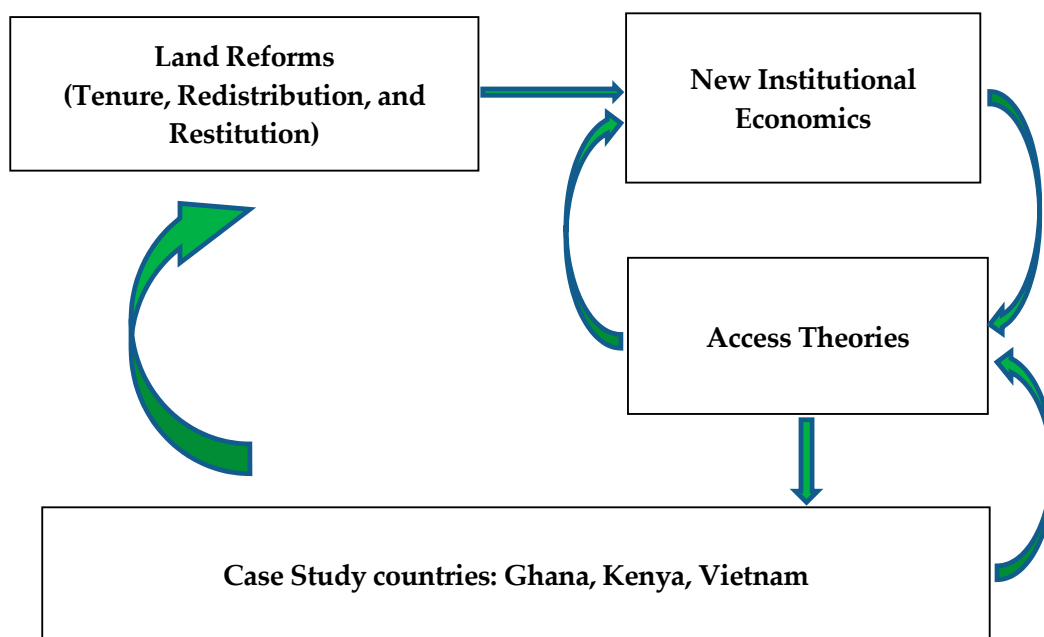 Land Reforms
(Tenure, Redistribution, and
Restitution)
New Institutional
Economics
Access Theories
Case Study countries: Ghana, Kenya, Vietnam